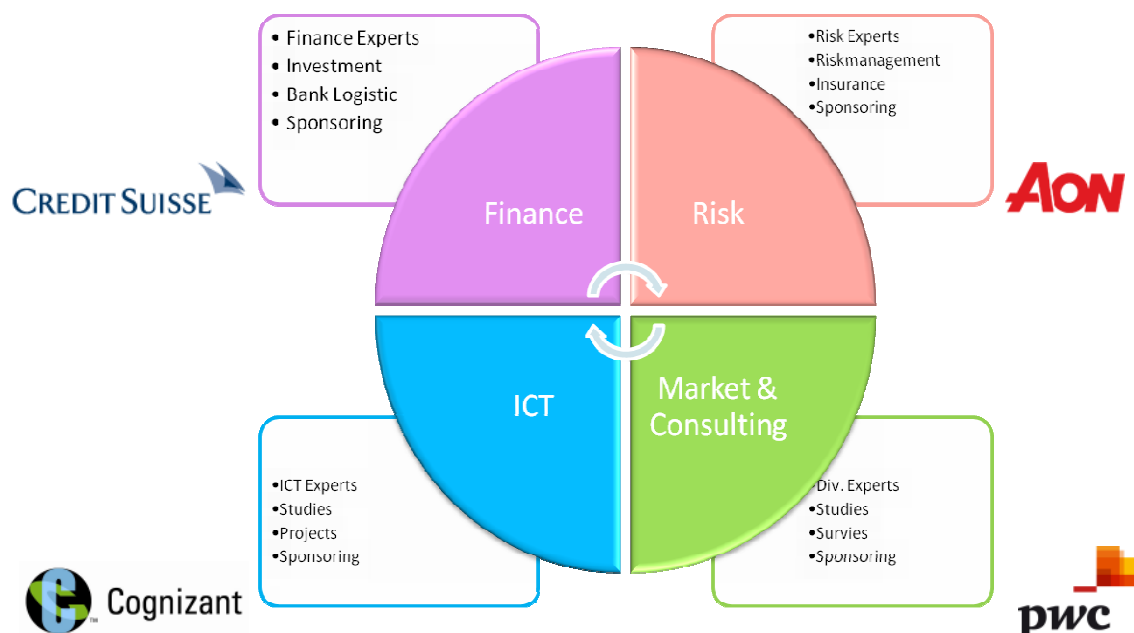 • Finance Experts
• Investment
• Bank Logistic
• Sponsoring
•Risk Experts
•Riskmanagement
•Insurance
•Sponsoring
CREDIT SUISSE
AON
Finance
Risk
ICT
Market &
Consulting
•ICT Experts
•Studies
•Projects
•Sponsoring
•Div. Experts
•Studies
•Survies
•Sponsoring
Cognizant
TM
pwc